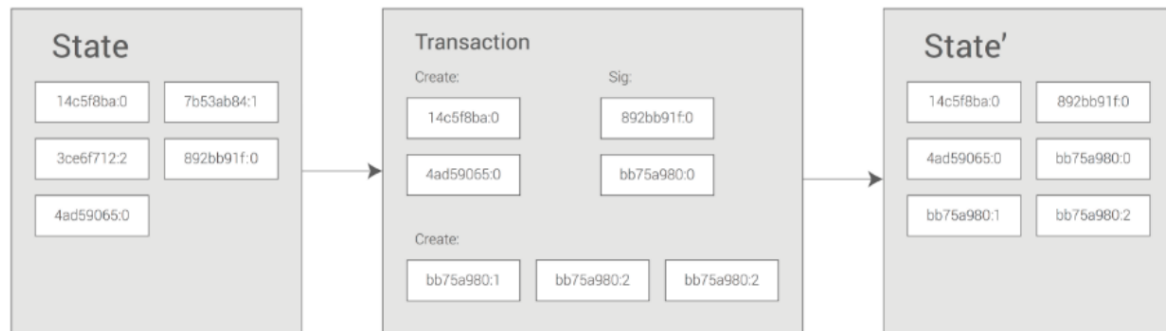 State
14c5f8ba:0 7b53ab84:1
3ce6f712:2 892bb91f:0
4ad59065:0
Transaction
Create: Sig:
14c5f8ba:0 892bb91f:0
4ad59065:0 bb75a980:0
Create:
bb75a980:1 bb75a980:2 bb75a980:2
State’
14c5f8ba:0 892bb91f:0
4ad59065:0 bb75a980:0
bb75a980:1 bb75a980:2